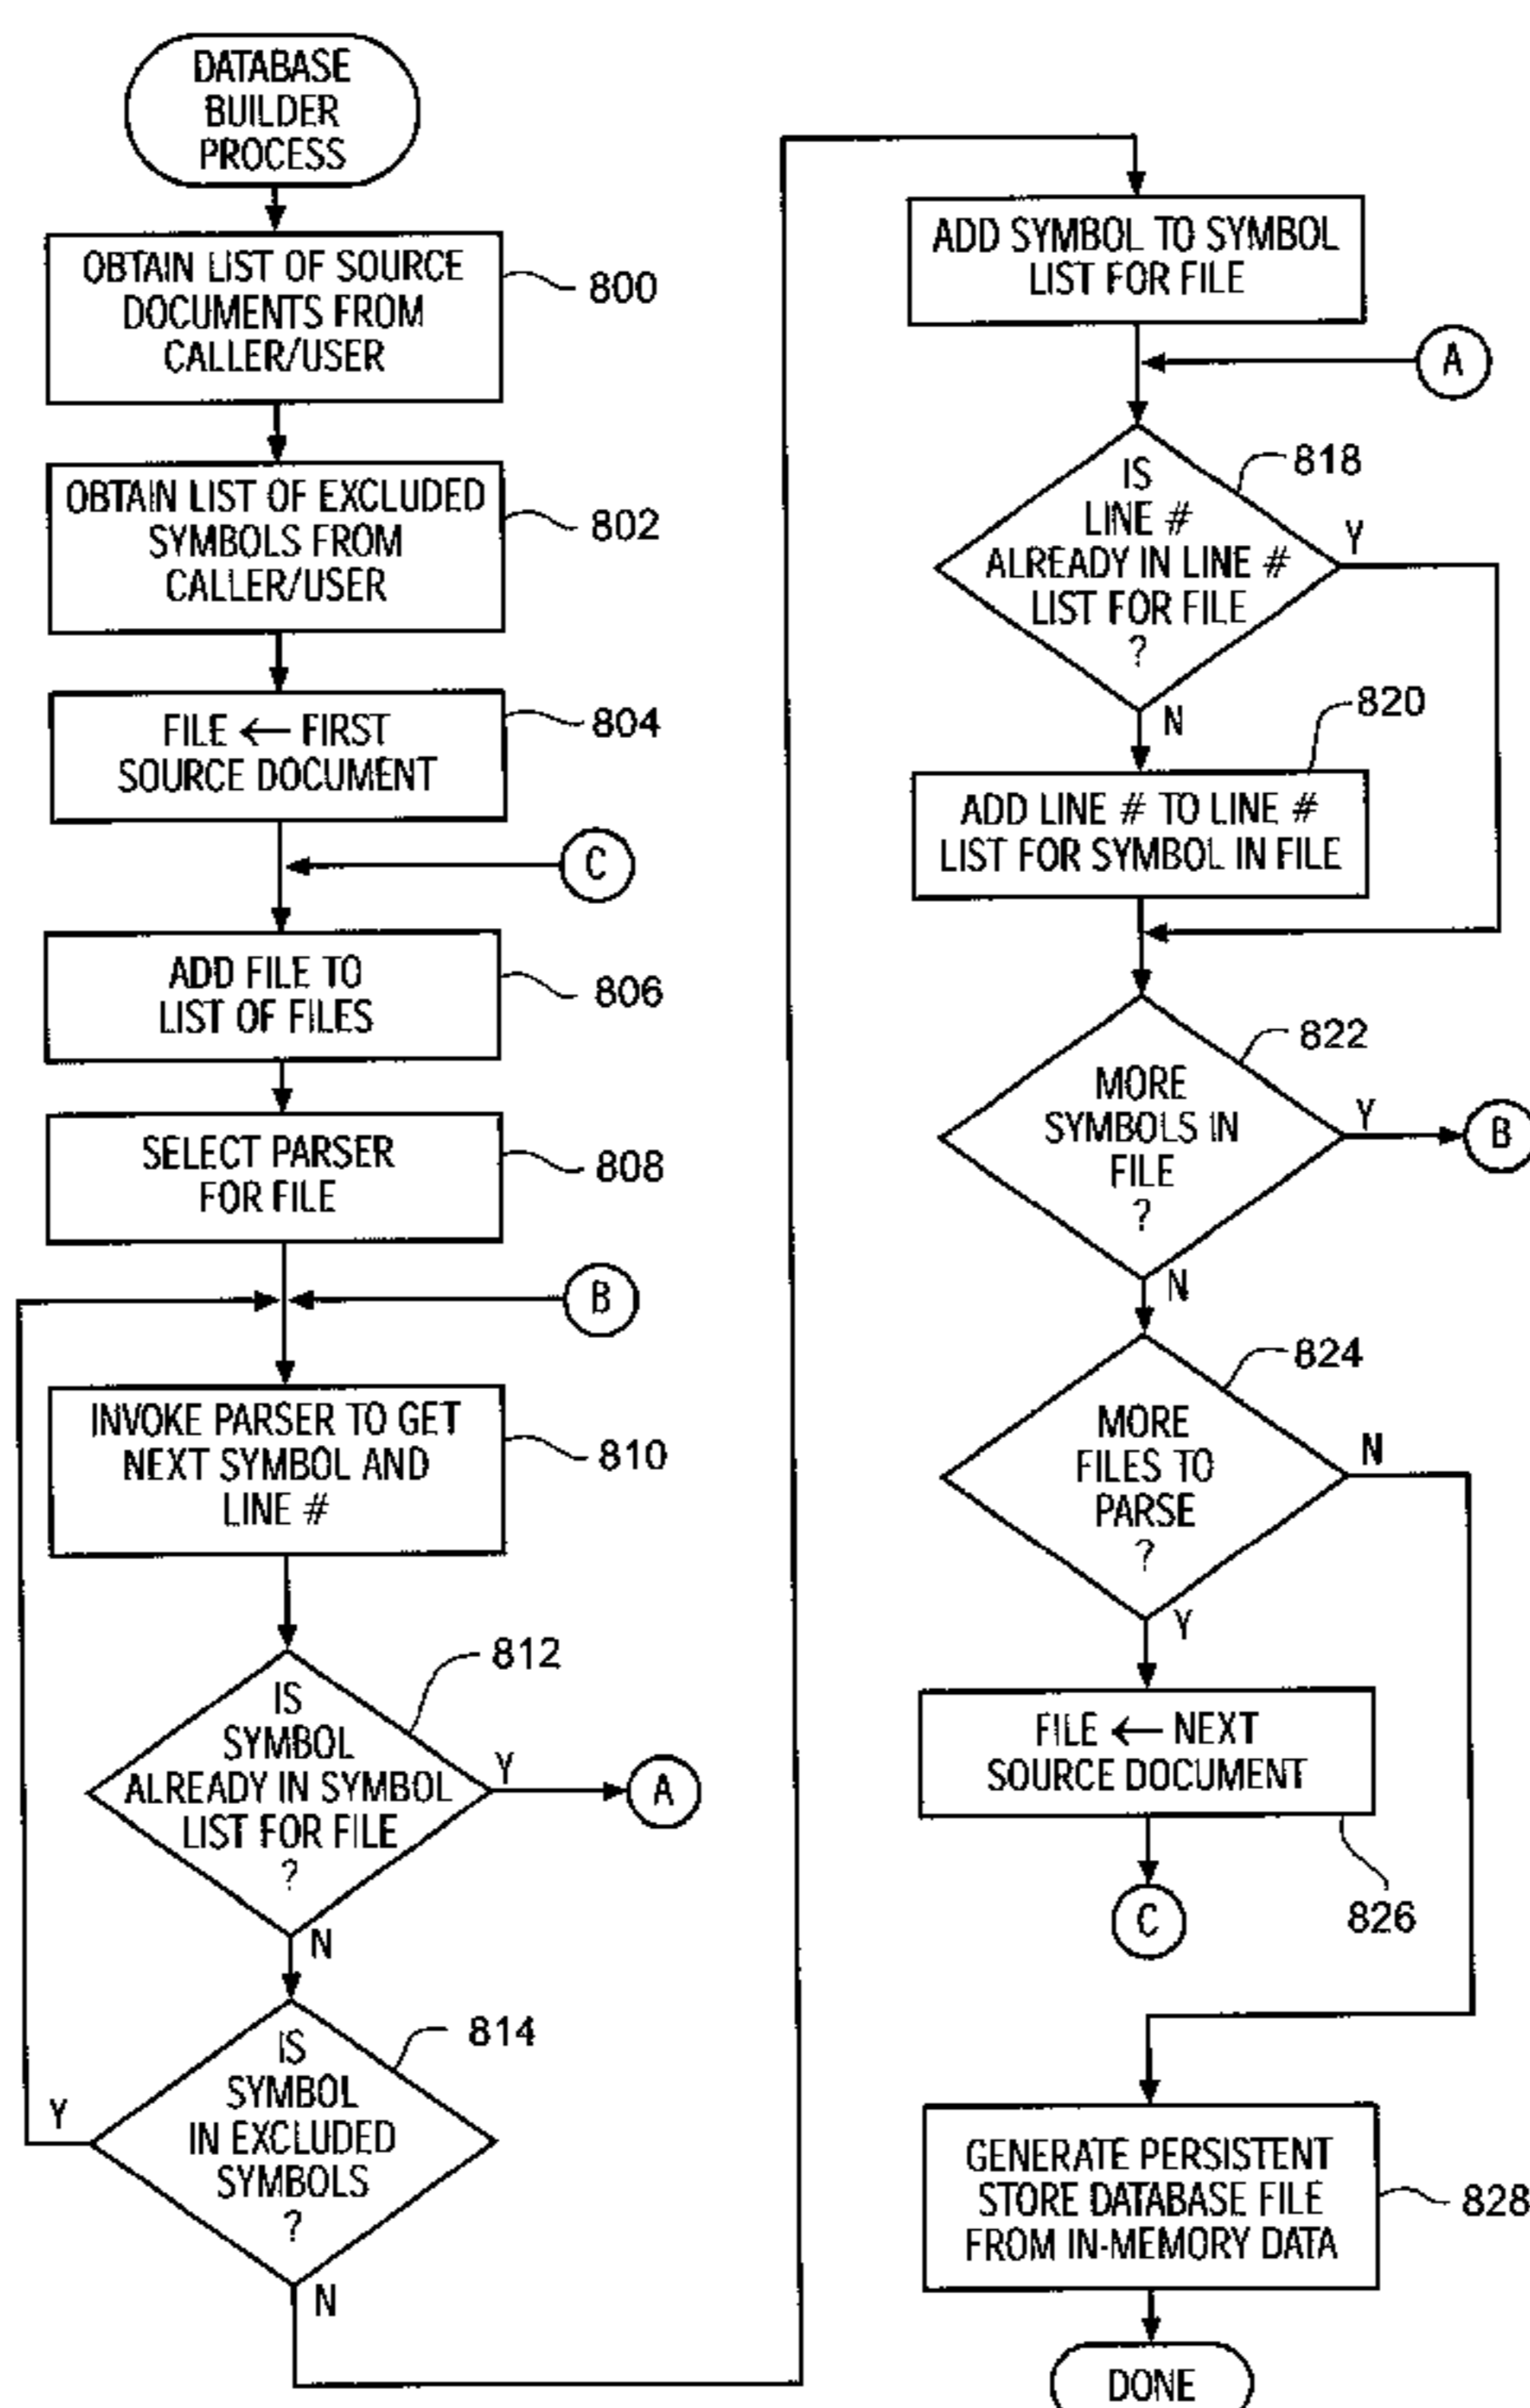 DATABASE
BUILDER
PROCESS
OBTAIN LIST OF SOURCE
DOCUMENTS FROM
CALLER/USER
800
OBTAIN LIST OF EXCLUDED
SYMBOLS FROM
CALLER/USER
802
FILE ← FIRST
SOURCE DOCUMENT
804
C
ADD FILE TO
LIST OF FILES
806
SELECT PARSER
FOR FILE
808
B
INVOKE PARSER TO GET
NEXT SYMBOL AND
LINE #
810
IS
SYMBOL
ALREADY IN SYMBOL
LIST FOR FILE
?
812
Y
A
N
IS
SYMBOL
IN EXCLUDED
SYMBOLS
?
814
Y
N
ADD SYMBOL TO SYMBOL
LIST FOR FILE
A
IS
LINE #
ALREADY IN LINE #
LIST FOR FILE
?
818
Y
N
820
ADD LINE # TO LINE #
LIST FOR SYMBOL IN FILE
MORE
SYMBOLS IN
FILE
?
822
Y
B
N
MORE
FILES TO
PARSE
?
824
N
Y
FILE ← NEXT
SOURCE DOCUMENT
826
C
GENERATE PERSISTENT
STORE DATABASE FILE
FROM IN-MEMORY DATA
828
DONE